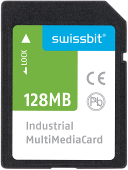 swissbit
LOCK
CE
128MB
Pb
Industrial
MultiMediaCard